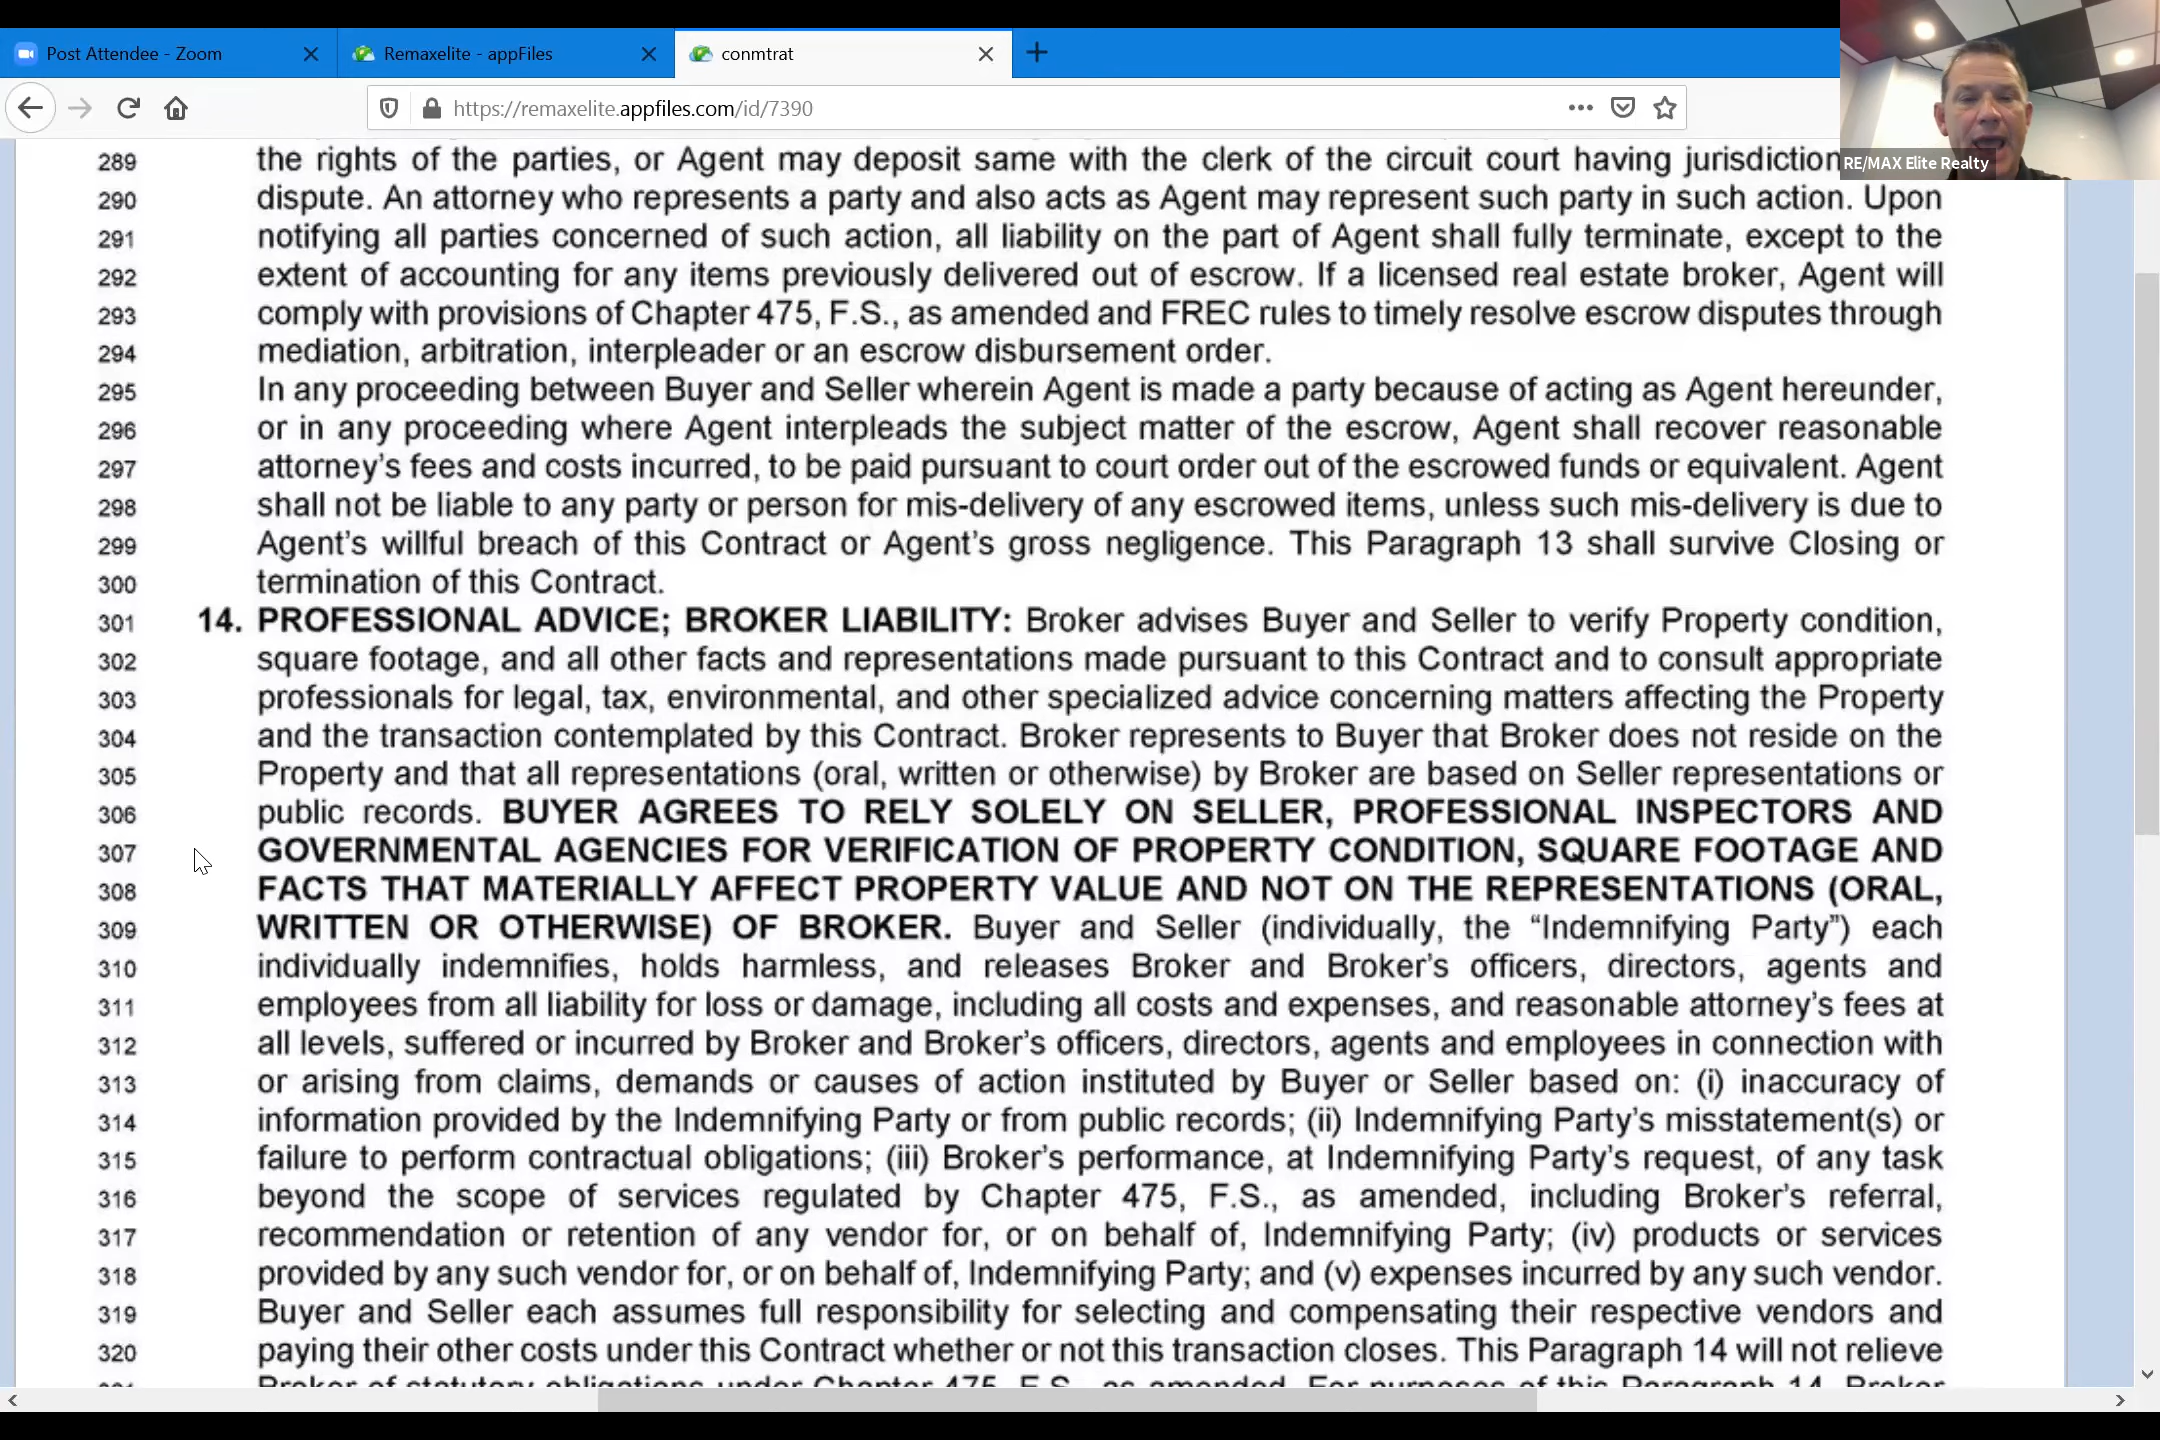 Post Attendee - Zoom
Remaxelite - appFiles
conmtrat
https://remaxelite.appfiles.com/id/7390
RE/MAX Elite Realty
289 the rights of the parties, or Agent may deposit same with the clerk of the circuit court having jurisdiction
290 dispute. An attorney who represents a party and also acts as Agent may represent such party in such action. Upon
291 notifying all parties concerned of such action, all liability on the part of Agent shall fully terminate, except to the
292 extent of accounting for any items previously delivered out of escrow. If a licensed real estate broker, Agent will
293 comply with provisions of Chapter 475, F.S., as amended and FREC rules to timely resolve escrow disputes through
294 mediation, arbitration, interpleader or an escrow disbursement order.
295 In any proceeding between Buyer and Seller wherein Agent is made a party because of acting as Agent hereunder,
296 or in any proceeding where Agent interpleads the subject matter of the escrow, Agent shall recover reasonable
297 attorney's fees and costs incurred, to be paid pursuant to court order out of the escrowed funds or equivalent. Agent
298 shall not be liable to any party or person for mis-delivery of any escrowed items, unless such mis-delivery is due to
299 Agent's willful breach of this Contract or Agent's gross negligence. This Paragraph 13 shall survive Closing or
300 termination of this Contract.
301 14. PROFESSIONAL ADVICE; BROKER LIABILITY: Broker advises Buyer and Seller to verify Property condition,
302 square footage, and all other facts and representations made pursuant to this Contract and to consult appropriate
303 professionals for legal, tax, environmental, and other specialized advice concerning matters affecting the Property
304 and the transaction contemplated by this Contract. Broker represents to Buyer that Broker does not reside on the
305 Property and that all representations (oral, written or otherwise) by Broker are based on Seller representations or
306 public records. BUYER AGREES TO RELY SOLELY ON SELLER, PROFESSIONAL INSPECTORS AND
307 GOVERNMENTAL AGENCIES FOR VERIFICATION OF PROPERTY CONDITION, SQUARE FOOTAGE AND
308 FACTS THAT MATERIALLY AFFECT PROPERTY VALUE AND NOT ON THE REPRESENTATIONS (ORAL,
309 WRITTEN OR OTHERWISE) OF BROKER. Buyer and Seller (individually, the “Indemnifying Party”) each
310 individually indemnifies, holds harmless, and releases Broker and Broker's officers, directors, agents and
311 employees from all liability for loss or damage, including all costs and expenses, and reasonable attorney's fees at
312 all levels, suffered or incurred by Broker and Broker's officers, directors, agents and employees in connection with
313 or arising from claims, demands or causes of action instituted by Buyer or Seller based on: (i) inaccuracy of
314 information provided by the Indemnifying Party or from public records; (ii) Indemnifying Party's misstatement(s) or
315 failure to perform contractual obligations; (iii) Broker's performance, at Indemnifying Party's request, of any task
316 beyond the scope of services regulated by Chapter 475, F.S., as amended, including Broker's referral,
317 recommendation or retention of any vendor for, or on behalf of, Indemnifying Party; (iv) products or services
318 provided by any such vendor for, or on behalf of, Indemnifying Party; and (v) expenses incurred by any such vendor.
319 Buyer and Seller each assumes full responsibility for selecting and compensating their respective vendors and
320 paying their other costs under this Contract whether or not this transaction closes. This Paragraph 14 will not relieve
Broker of statutory obligations under Chapter 475, F.S., as amended. For purposes of this Paragraph 14, Broker